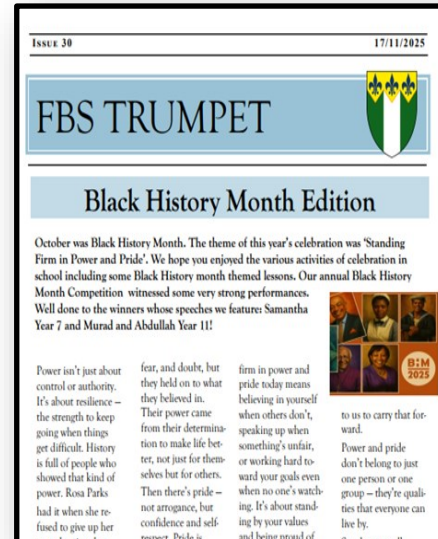 ISSUE 30
17/11/2025
FBS TRUMPET
Black History Month Edition
October was Black History Month. The theme of this year's celebration was 'Standing
Firm in Power and Pride'. We hope you enjoyed the various activities of celebration in
school including some Black History month themed lessons. Our annual Black History
Month Competition witnessed some very strong performances.
Well done to the winners whose speeches we feature: Samantha
Year 7 and Murad and Abdullah Year 11!
BHM
2025
Power isn't just about
control or authority.
It's about resilience –
the strength to keep
going when things
get difficult. History
is full of people who
showed that kind of
power. Rosa Parks
had it when she re-
fused to give up her
fear, and doubt, but
they held on to what
they believed in.
Their power came
from their determina-
tion to make life bet-
ter, not just for them-
selves but for others.
Then there's pride –
not arrogance, but
confidence and self-
respect. Pride is
firm in power and
pride today means
believing in yourself
when others don't,
speaking up when
something's unfair,
or working hard to-
ward your goals even
when no one's watch-
ing. It's about stand-
ing by your values
and being proud of
to us to carry that for-
ward.
Power and pride
don't belong to just
one person or one
group – they're quali-
ties that everyone can
live by.